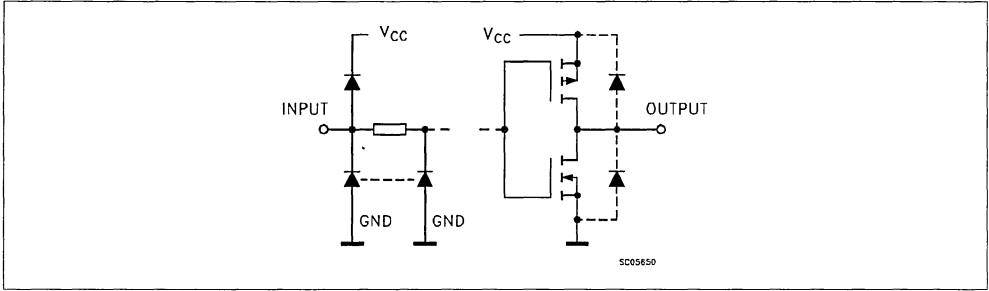 VCC
VCC
INPUT
OUTPUT
GND
GND
SC05650